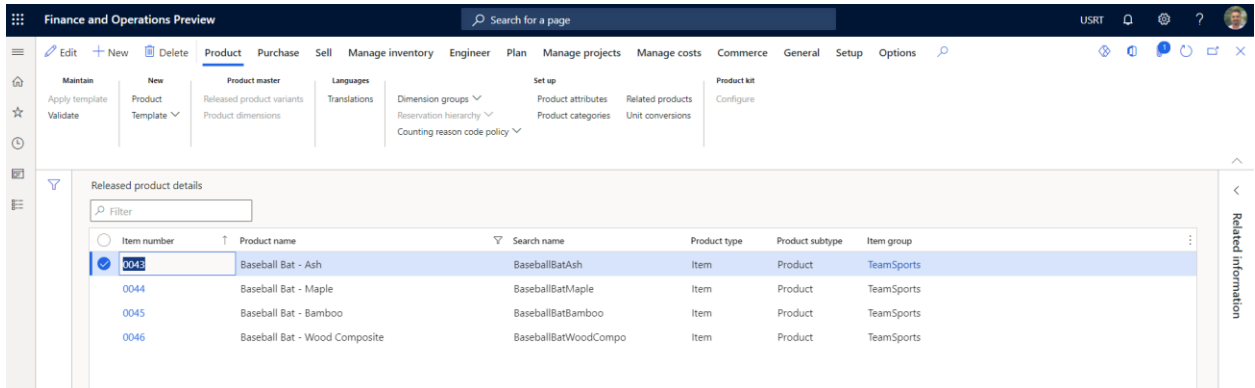 Finance and Operations Preview Search for a page USRT ?
Edit New Delete Product Purchase Sell Manage inventory Engineer Plan Manage projects Manage costs Commerce General Setup Options 1
Maintain New Product master Languages Set up Product kit
Apply template Product Released product variants Translations Dimension groups Product attributes Related products Configure
Validate Template Product dimensions Reservation hierarchy Product categories Unit conversions
Counting reason code policy
Released product details
Filter
Item number Product name Search name Product type Product subtype Item group
0043 Baseball Bat - Ash BaseballBatAsh Item Product TeamSports
0044 Baseball Bat - Maple BaseballBatMaple Item Product TeamSports
0045 Baseball Bat - Bamboo BaseballBatBamboo Item Product TeamSports
0046 Baseball Bat - Wood Composite BaseballBatWoodCompo Item Product TeamSports
Related information